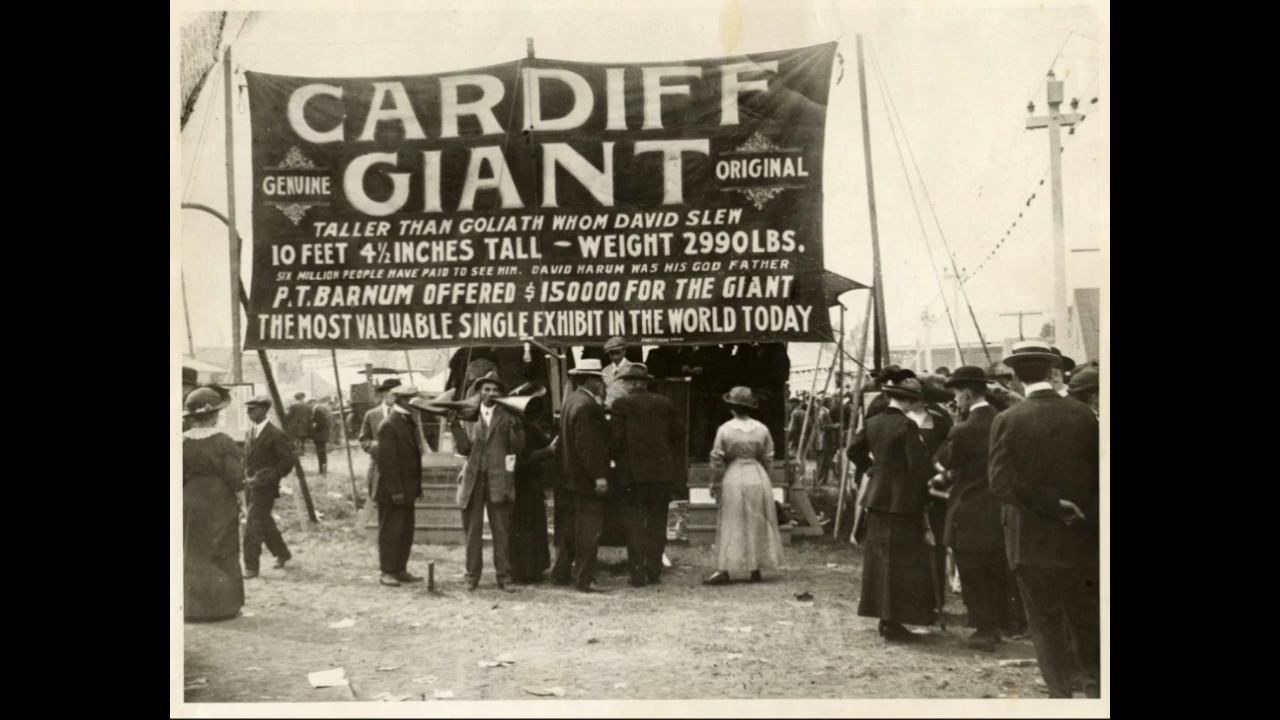 CARDIFF
GIANT
GENUINE
ORIGINAL
TALLER THAN GOLIATH WHOM DAVID SLEW
10 FEET 4½ INCHES TALL - WEIGHT 2990 LBS.
SIX MILLION PEOPLE HAVE PAID TO SEE HIM. DAVID HARUM WAS HIS GOD FATHER
P.T. BARNUM OFFERED $150000 FOR THE GIANT
THE MOST VALUABLE SINGLE EXHIBIT IN THE WORLD TODAY